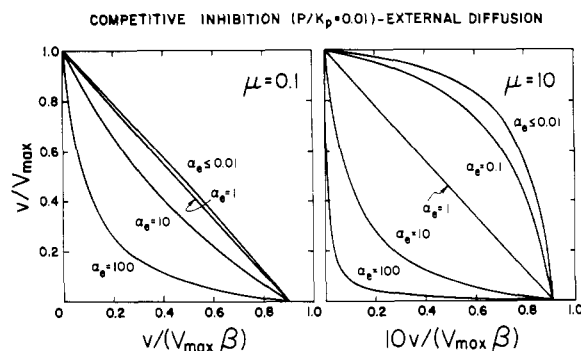 COMPETITIVE INHIBITION (P/Kp=0.01)-EXTERNAL DIFFUSION
v/Vmax
1.0
0.8
0.6
0.4
0.2
μ=0.1
αe≤0.01
αe=1
αe=10
αe=100
0
0.2
0.4
0.6
0.8
1.0
v/(Vmax β)
μ=10
αe≤0.01
αe=0.1
αe=1
αe=10
αe=100
0
0.2
0.4
0.6
0.8
1.0
10v/(Vmax β)